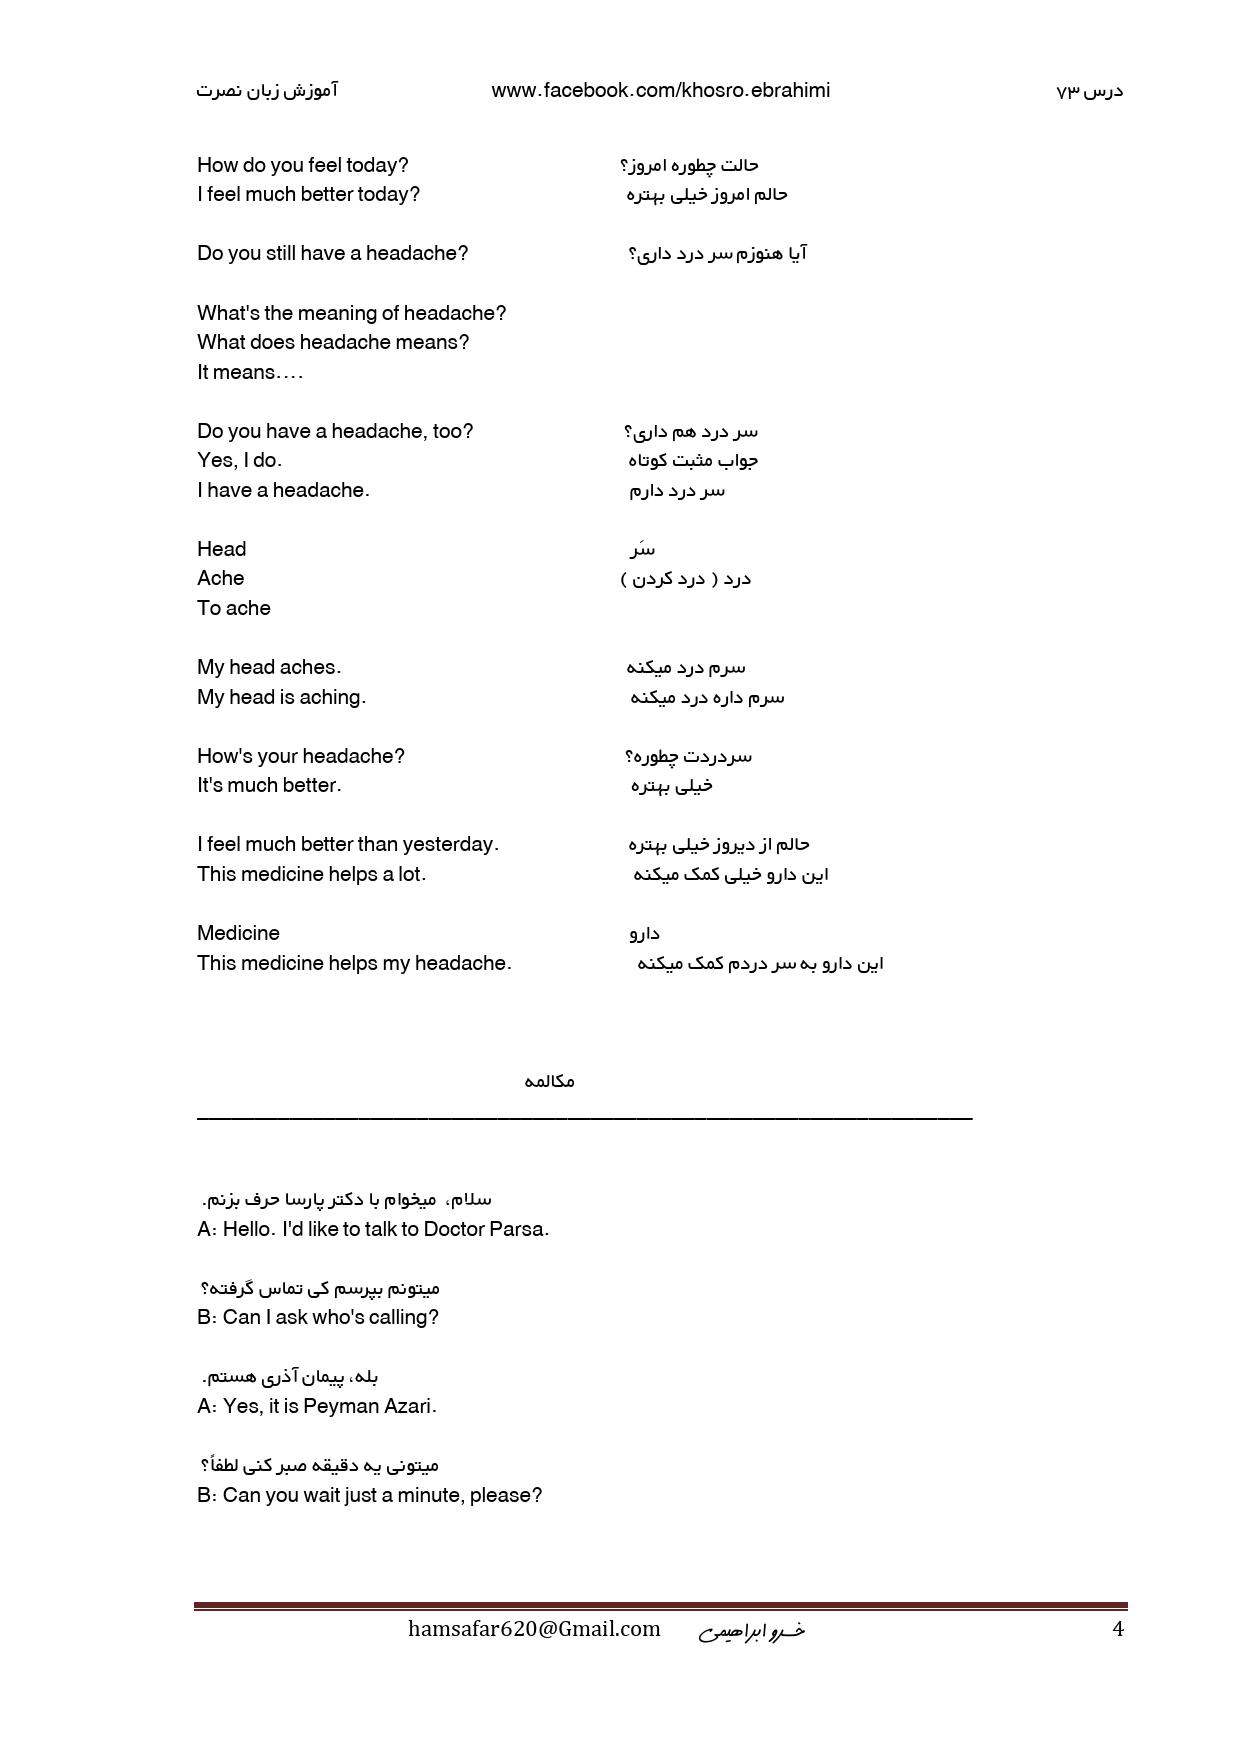 آموزش زبان نصرت www.facebook.com/khosro.ebrahimi درس ۷۳
How do you feel today? حالت چطوره امروز؟
I feel much better today? حالم امروز خیلی بهتره
Do you still have a headache? آیا هنوزم سر درد داری؟
What's the meaning of headache?
What does headache means?
It means....
Do you have a headache, too? سر درد هم داری؟
Yes, I do. جواب مثبت کوتاه
I have a headache. سر درد دارم
Head سَر
Ache درد ( درد کردن )
To ache
My head aches. سرم درد میکنه
My head is aching. سرم داره درد میکنه
How's your headache? سردردت چطوره؟
It's much better. خیلی بهتره
I feel much better than yesterday. حالم از دیروز خیلی بهتره
This medicine helps a lot. این دارو خیلی کمک میکنه
Medicine دارو
This medicine helps my headache. این دارو به سر دردم کمک میکنه
مکالمه
سلام، میخوام با دکتر پارسا حرف بزنم.
A: Hello. I'd like to talk to Doctor Parsa.
میتونم بپرسم کی تماس گرفته؟
B: Can I ask who's calling?
بله، پیمان آذری هستم.
A: Yes, it is Peyman Azari.
میتونی یه دقیقه صبر کنی لطفاً؟
B: Can you wait just a minute, please?
hamsafar620@Gmail.com خسرو ابراهیمی 4